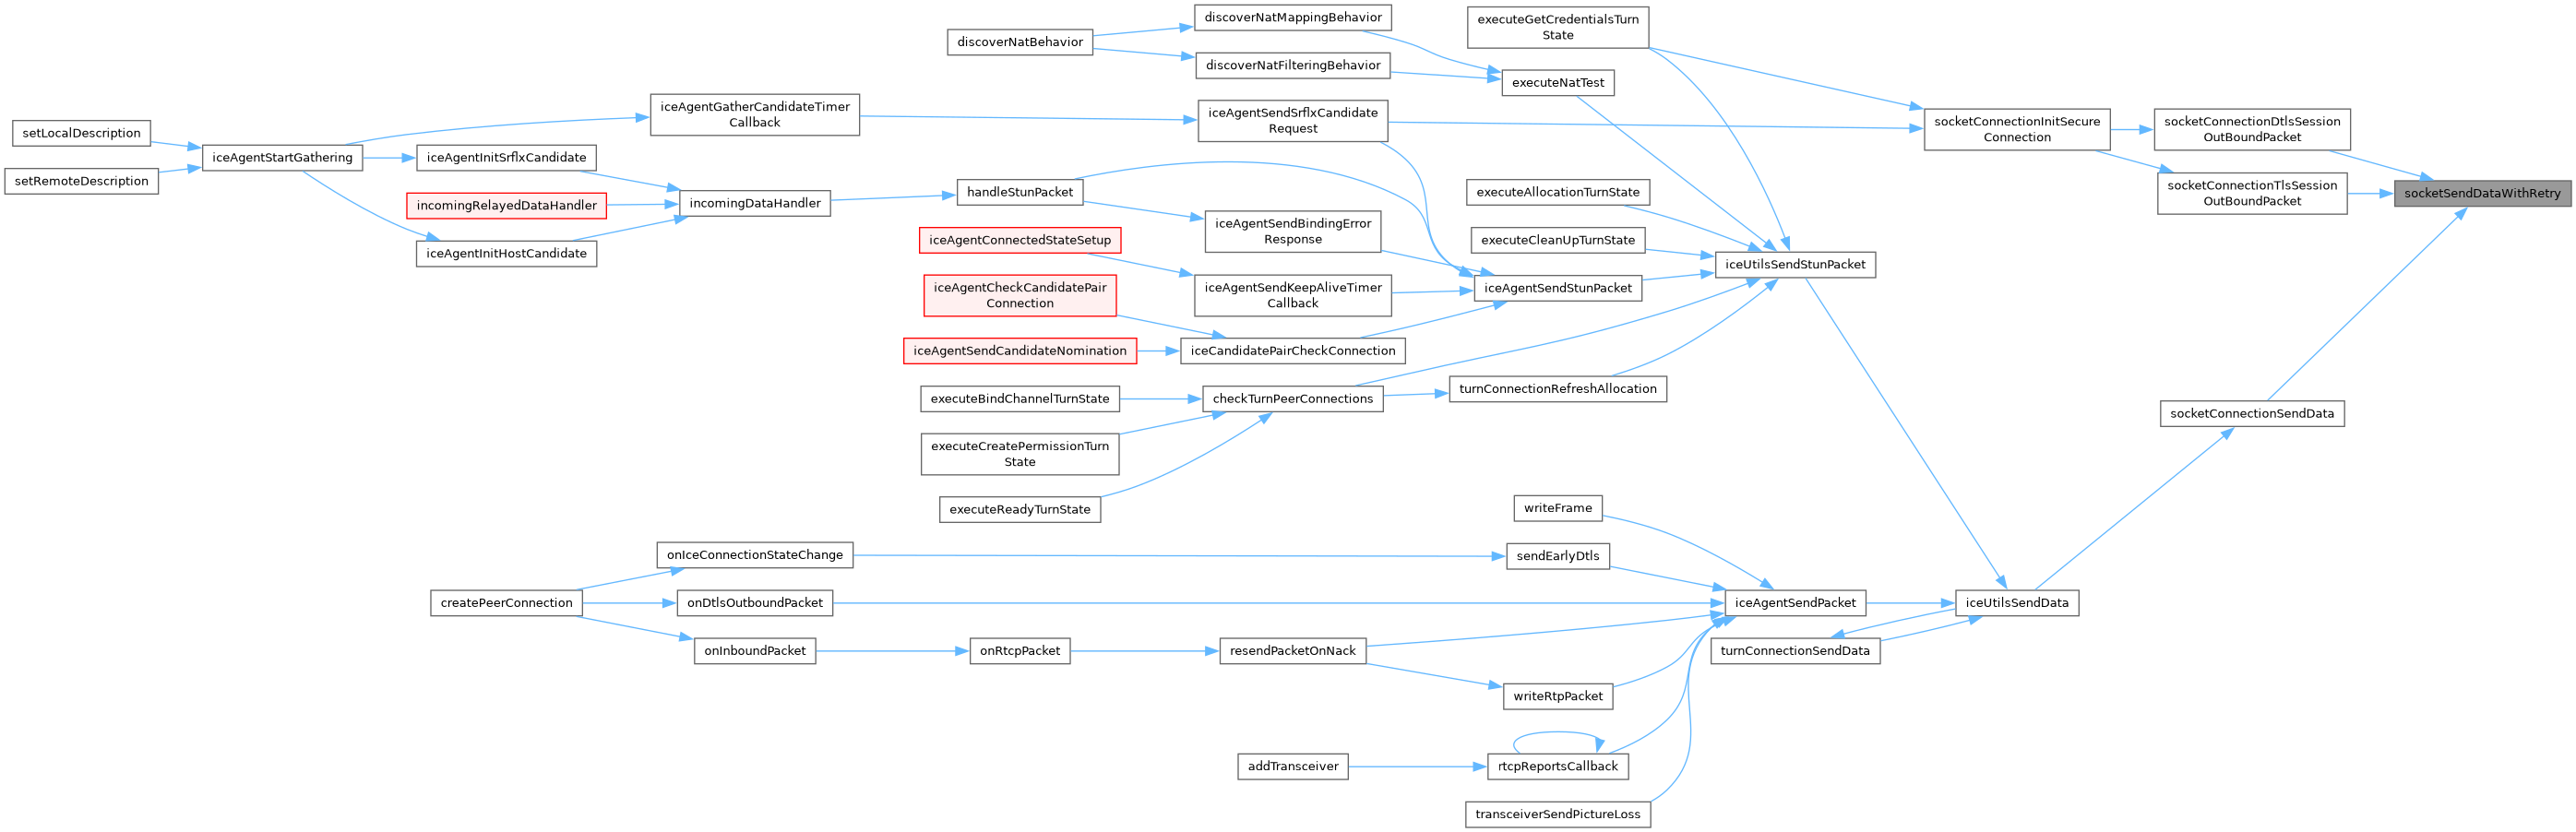 discoverNatMappingBehavior
executeGetCredentialsTurn
State
discoverNatBehavior
discoverNatFilteringBehavior
executeNatTest
iceAgentGatherCandidateTimer
Callback
iceAgentSendSrflxCandidate
Request
socketConnectionInitSecure
Connection
socketConnectionDtlsSession
OutBoundPacket
setLocalDescription
iceAgentStartGathering
iceAgentInitSrflxCandidate
setRemoteDescription
incomingRelayedDataHandler
incomingDataHandler
handleStunPacket
executeAllocationTurnState
socketConnectionTlsSession
OutBoundPacket
socketSendDataWithRetry
iceAgentInitHostCandidate
iceAgentConnectedStateSetup
iceAgentSendBindingError
Response
executeCleanUpTurnState
iceUtilsSendStunPacket
iceAgentCheckCandidatePair
Connection
iceAgentSendKeepAliveTimer
Callback
iceAgentSendStunPacket
iceAgentSendCandidateNomination
iceCandidatePairCheckConnection
executeBindChannelTurnState
checkTurnPeerConnections
turnConnectionRefreshAllocation
socketConnectionSendData
executeCreatePermissionTurn
State
executeReadyTurnState
writeFrame
onIceConnectionStateChange
sendEarlyDtls
createPeerConnection
onDtlsOutboundPacket
iceAgentSendPacket
iceUtilsSendData
onInboundPacket
onRtcpPacket
resendPacketOnNack
turnConnectionSendData
writeRtpPacket
addTransceiver
rtcpReportsCallback
transceiverSendPictureLoss